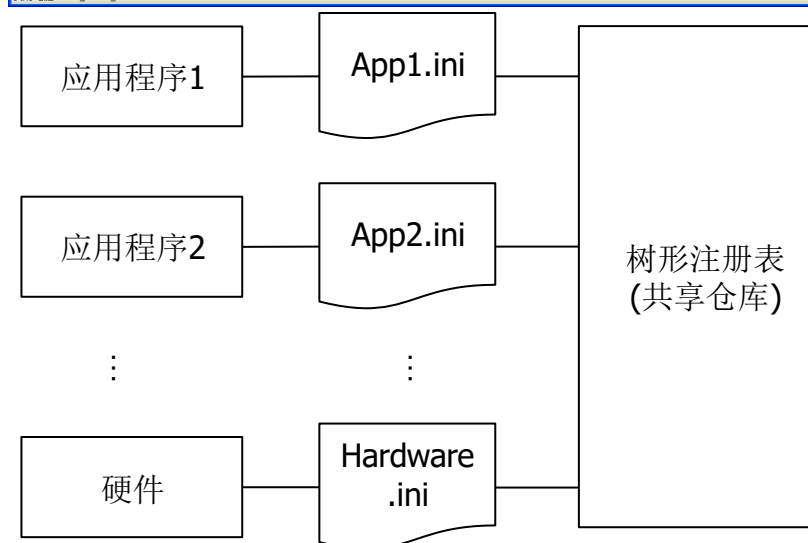 应用程序1
App1.ini
应用程序2
App2.ini
树形注册表
(共享仓库)
⋮
⋮
硬件
Hardware
.ini